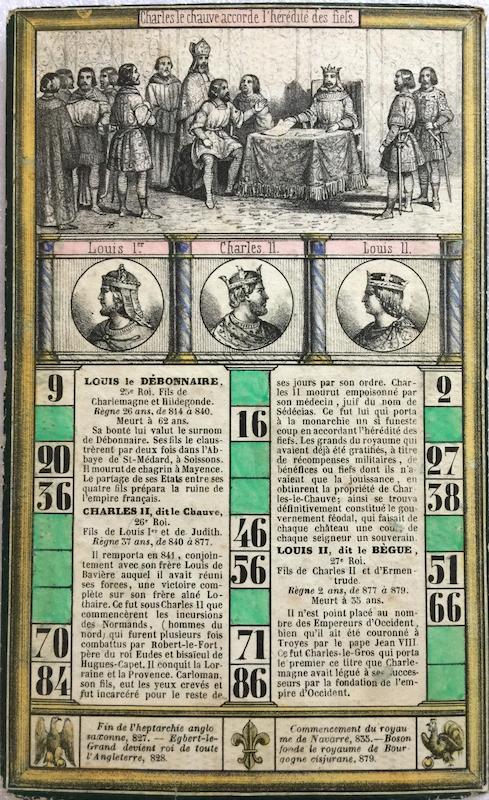 Charles le chauve accorde l'hérédité des fiefs.
Louis 1.er
Charles II.
Louis II.
9
20
36
70
84
LOUIS le DÉBONNAIRE,
25e Roi. Fils de
Charlemagne et Hildegonde.
Règne 26 ans, de 814 à 840.
Meurt à 62 ans.
Sa bonté lui valut le surnom
de Débonnaire. Ses fils le claus-
trèrent par deux fois dans l'Ab-
baye de St-Médard, à Soissons.
Il mourut de chagrin à Mayence.
Le partage de ses Etats entre ses
quatre fils prépara la ruine de
l'empire français.
CHARLES II, dit le Chauve,
26e Roi.
Fils de Louis Ier et de Judith.
Règne 37 ans, de 840 à 877.
Il remporta en 841, conjoin-
tement avec son frère Louis de
Bavière auquel il avait réuni
ses forces, une victoire com-
plète sur son frère aîné Lo-
thaire. Ce fut sous Charles II que
commencèrent les incursions
des Normands, (hommes du
nord) qui furent plusieurs fois
combattus par Robert-le-Fort,
père du roi Eudes et bisaïeul de
Hugues-Capet. Il conquit la Lor-
raine et la Provence. Carloman,
son fils, eut les yeux crevés et
fut incarcéré pour le reste de
16
46
56
71
86
ses jours par son ordre. Char-
les II mourut empoisonné par
son médecin, juif du nom de
Sédécias. Ce fut lui qui porta
à la monarchie un si funeste
coup en accordant l'hérédité des
fiefs. Les grands du royaume qui
avaient déjà été gratifiés, à titre
de récompenses militaires, de
bénéfices ou fiefs dont ils n'a-
vaient que la jouissance, en
obtinrent la propriété de Char-
les-le-Chauve; ainsi se trouva
définitivement constitué le gou-
vernement féodal, qui faisait de
chaque château une cour, de
chaque seigneur un souverain.
LOUIS II, dit le BÈGUE,
27e Roi.
Fils de Charles II et d'Ermen-
trude.
Règne 2 ans, de 877 à 879.
Meurt à 35 ans.
Il n'est point placé au nom-
bre des Empereurs d'Occident,
bien qu'il ait été couronné à
Troyes par le pape Jean VIII.
Ce fut Charles-le-Gros qui porta
le premier ce titre que Charle-
magne avait légué à ses succes-
seurs par la fondation de l'em-
pire d'Occident.
2
27
38
51
66
Fin de l'heptarchie anglo
saxonne, 827. — Egbert-le-
Grand devient roi de toute
l'Angleterre, 828.
Commencement du royau
me de Navarre, 835.—Boson
fonde le royaume de Bour-
gogne cisjurane, 879.